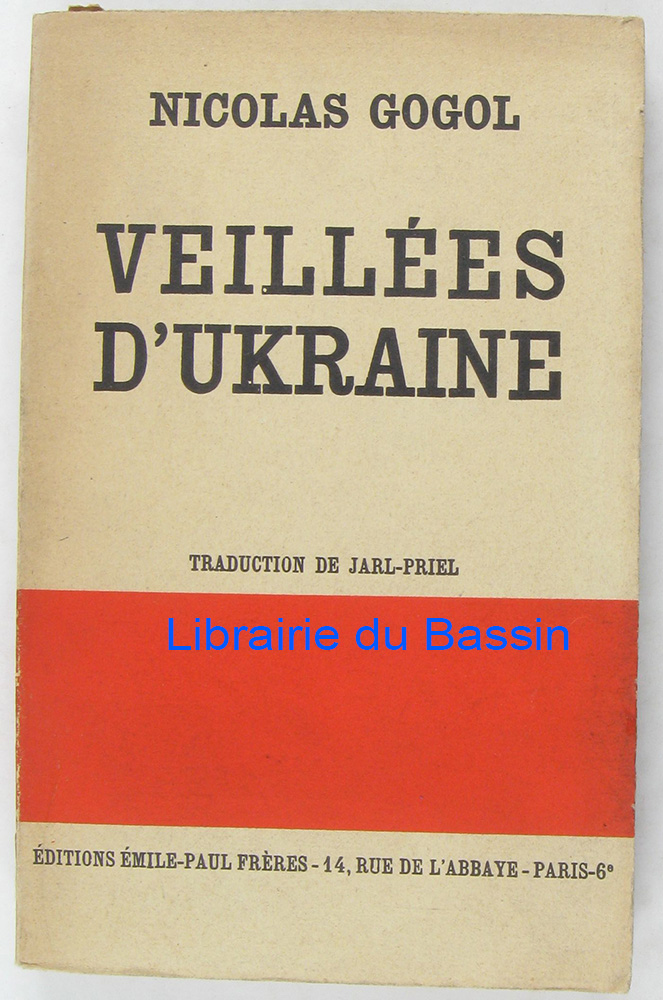 NICOLAS GOGOL
VEILLÉES
D'UKRAINE
TRADUCTION DE JARL-PRIEL
Librairie du Bassin
ÉDITIONS ÉMILE-PAUL FRÈRES - 14, RUE DE L'ABBAYE - PARIS-6e